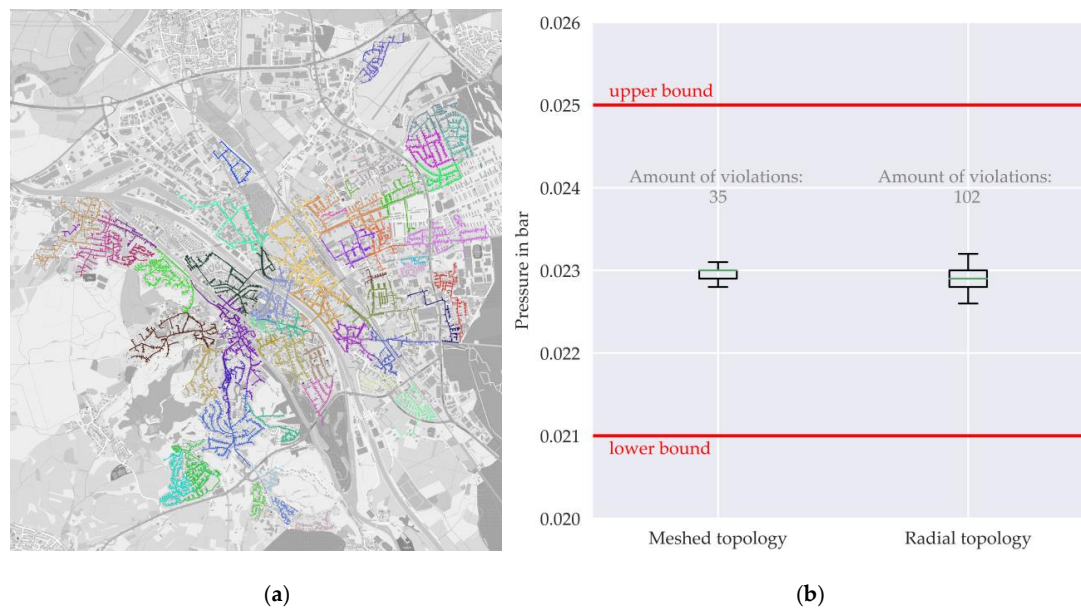 0.026
0.025
0.024
0.023
0.022
0.021
0.020
Pressure in bar
upper bound
Amount of violations:
35
Amount of violations:
102
lower bound
Meshed topology
Radial topology
(a)
(b)